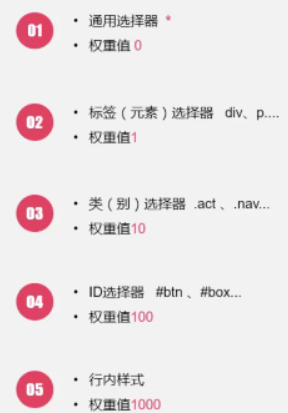 01
• 通用选择器 *
• 权重值 0
02
• 标签（元素）选择器 div、p....
• 权重值1
03
• 类（别）选择器 .act 、.nav...
• 权重值10
04
• ID选择器 #btn 、#box...
• 权重值100
05
• 行内样式
• 权重值1000